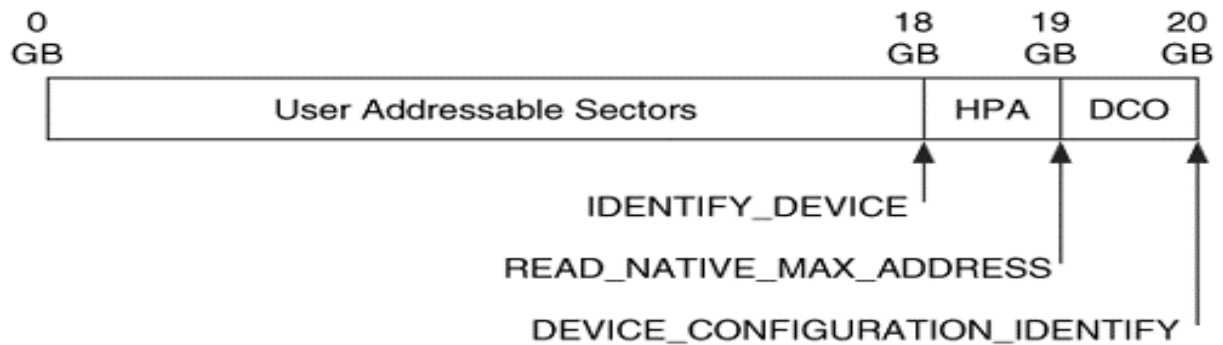 0 18 19 20
GB GB GB GB
User Addressable Sectors HPA DCO
IDENTIFY_DEVICE
READ_NATIVE_MAX_ADDRESS
DEVICE_CONFIGURATION_IDENTIFY